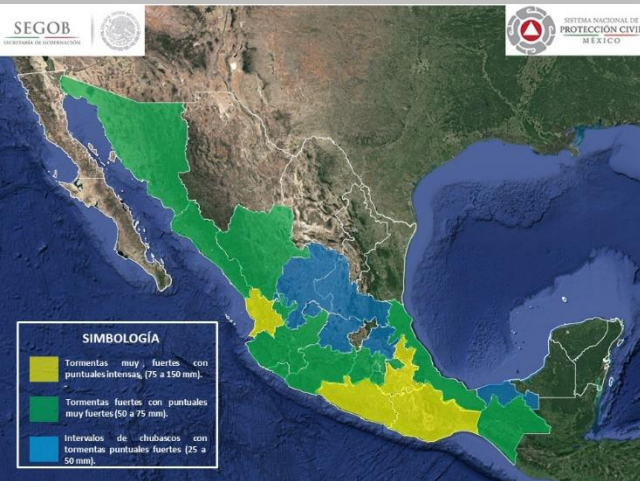 SEGOB
SECRETARÍA DE GOBERNACIÓN
SISTEMA NACIONAL DE
PROTECCIÓN CIVIL
MÉXICO
SIMBOLOGÍA
Tormentas muy , fuertes con
puntuales intensas, (75 a 150 mm).
Tormentas fuertes con puntuales
muy fuertes (50 a 75 mm).
Intervalos de chubascos con
tormentas puntuales fuertes (25 a
50 mm).